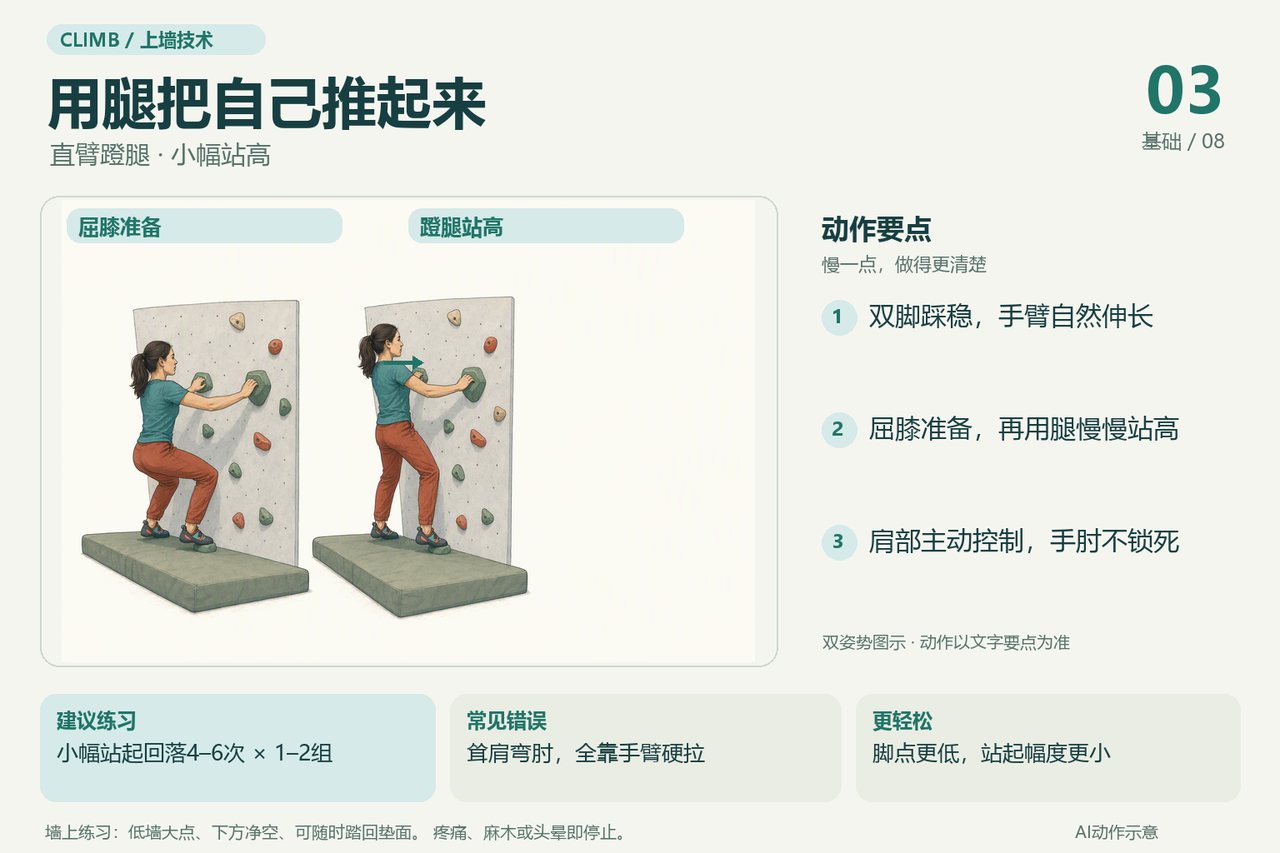 CLIMB / 上墙技术
用腿把自己推起来
直臂蹬腿 · 小幅站高
03
基础 / 08
屈膝准备
蹬腿站高
动作要点
慢一点，做得更清楚
1 双脚踩稳，手臂自然伸长
2 屈膝准备，再用腿慢慢站高
3 肩部主动控制，手肘不锁死
双姿势图示 · 动作以文字要点为准
建议练习
小幅站起回落4–6次 × 1–2组
常见错误
耸肩弯肘，全靠手臂硬拉
更轻松
脚点更低，站起幅度更小
墙上练习：低墙大点、下方净空、可随时踏回垫面。 疼痛、麻木或头晕即停止。
AI动作示意